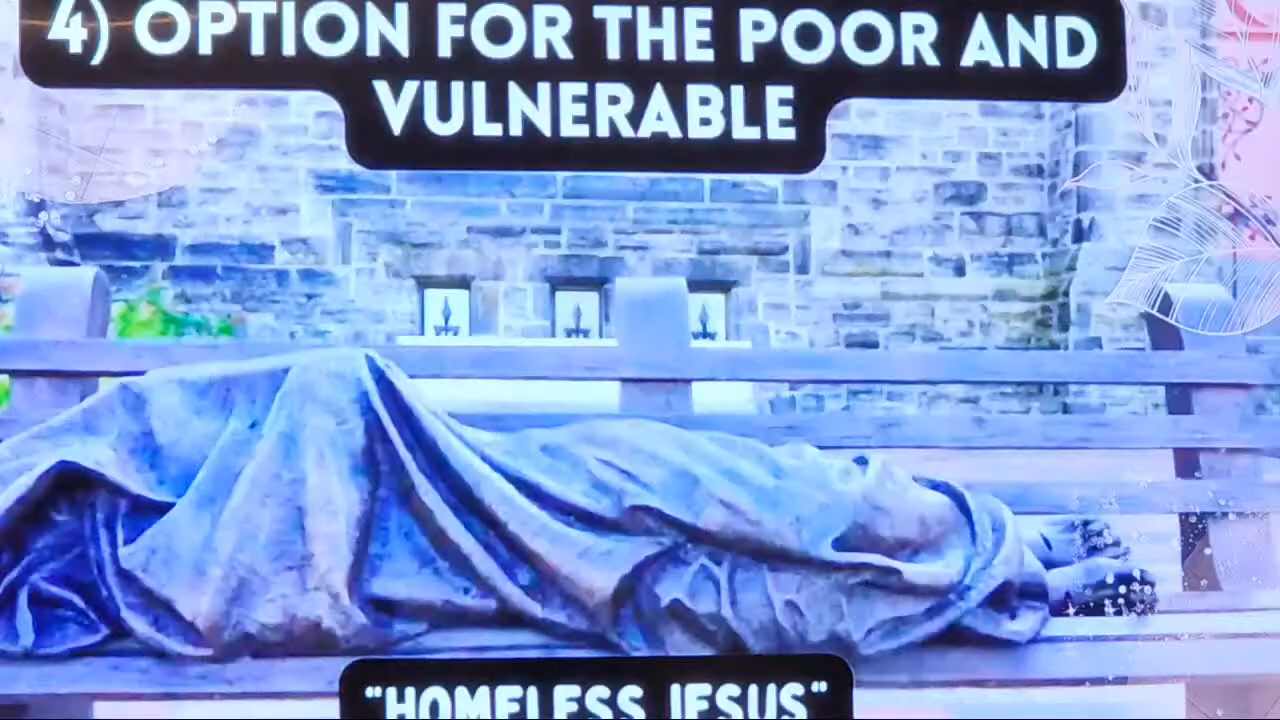 4) OPTION FOR THE POOR AND
VULNERABLE
"HOMELESS JESUS"